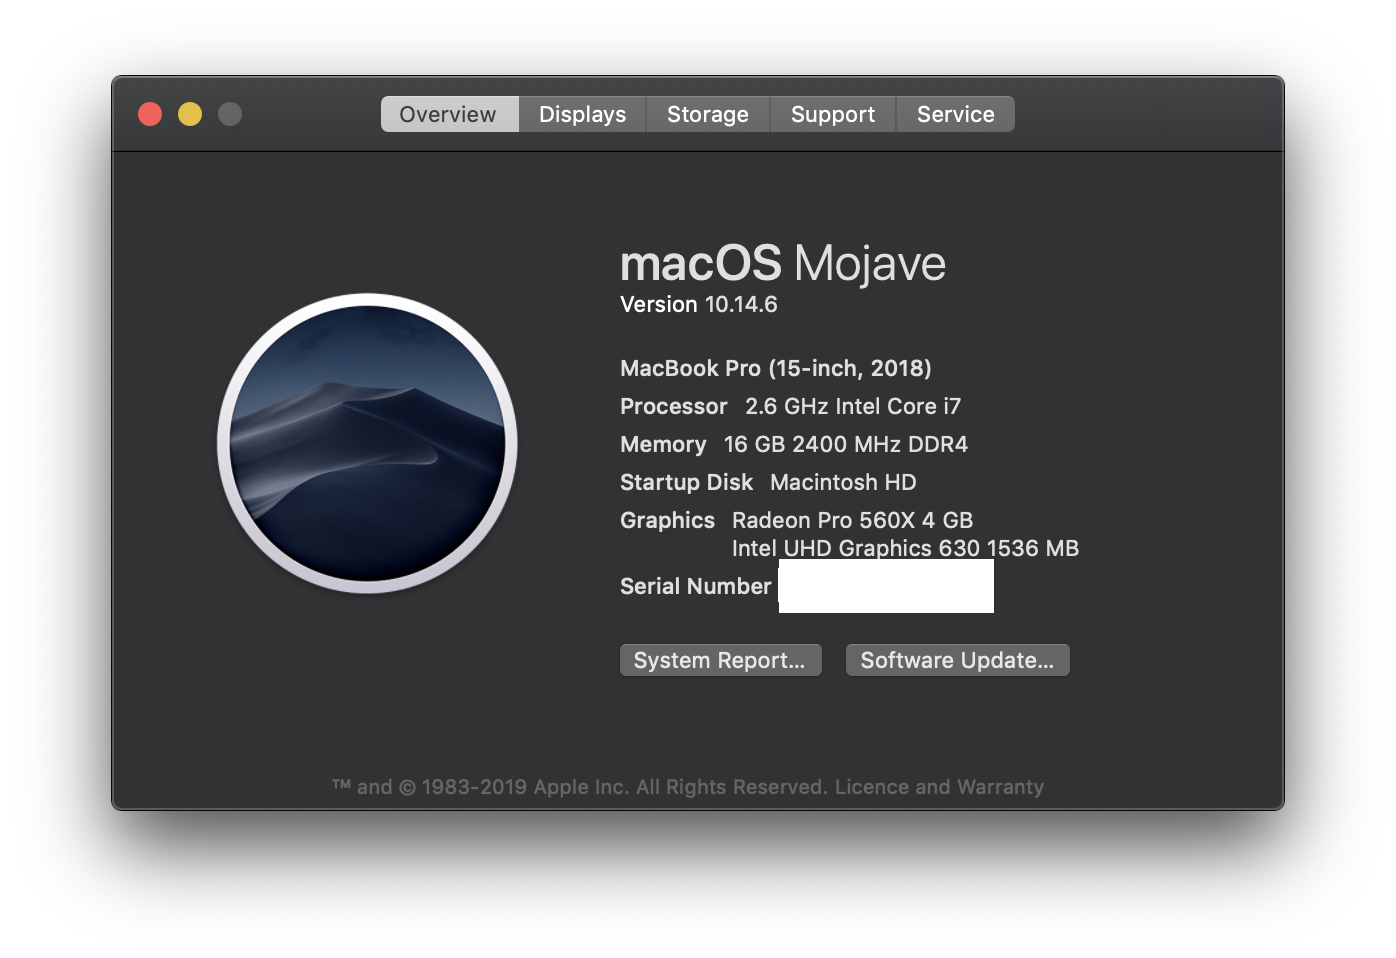 Overview Displays Storage Support Service
macOS Mojave
Version 10.14.6
MacBook Pro (15-inch, 2018)
Processor 2.6 GHz Intel Core i7
Memory 16 GB 2400 MHz DDR4
Startup Disk Macintosh HD
Graphics Radeon Pro 560X 4 GB
Intel UHD Graphics 630 1536 MB
Serial Number
System Report... Software Update...
™ and © 1983-2019 Apple Inc. All Rights Reserved. Licence and Warranty